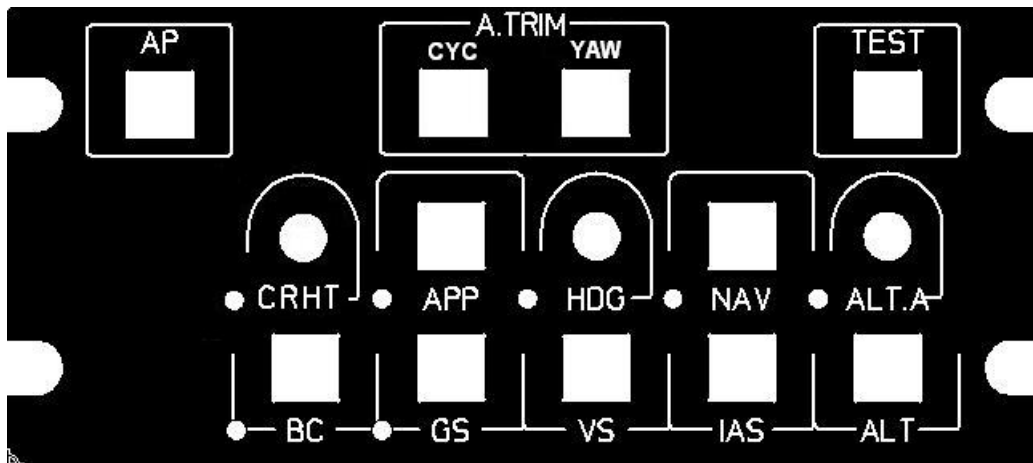 AP A.TRIM TEST
CYC YAW
CRHT APP HDG NAV ALT.A
BC GS VS IAS ALT